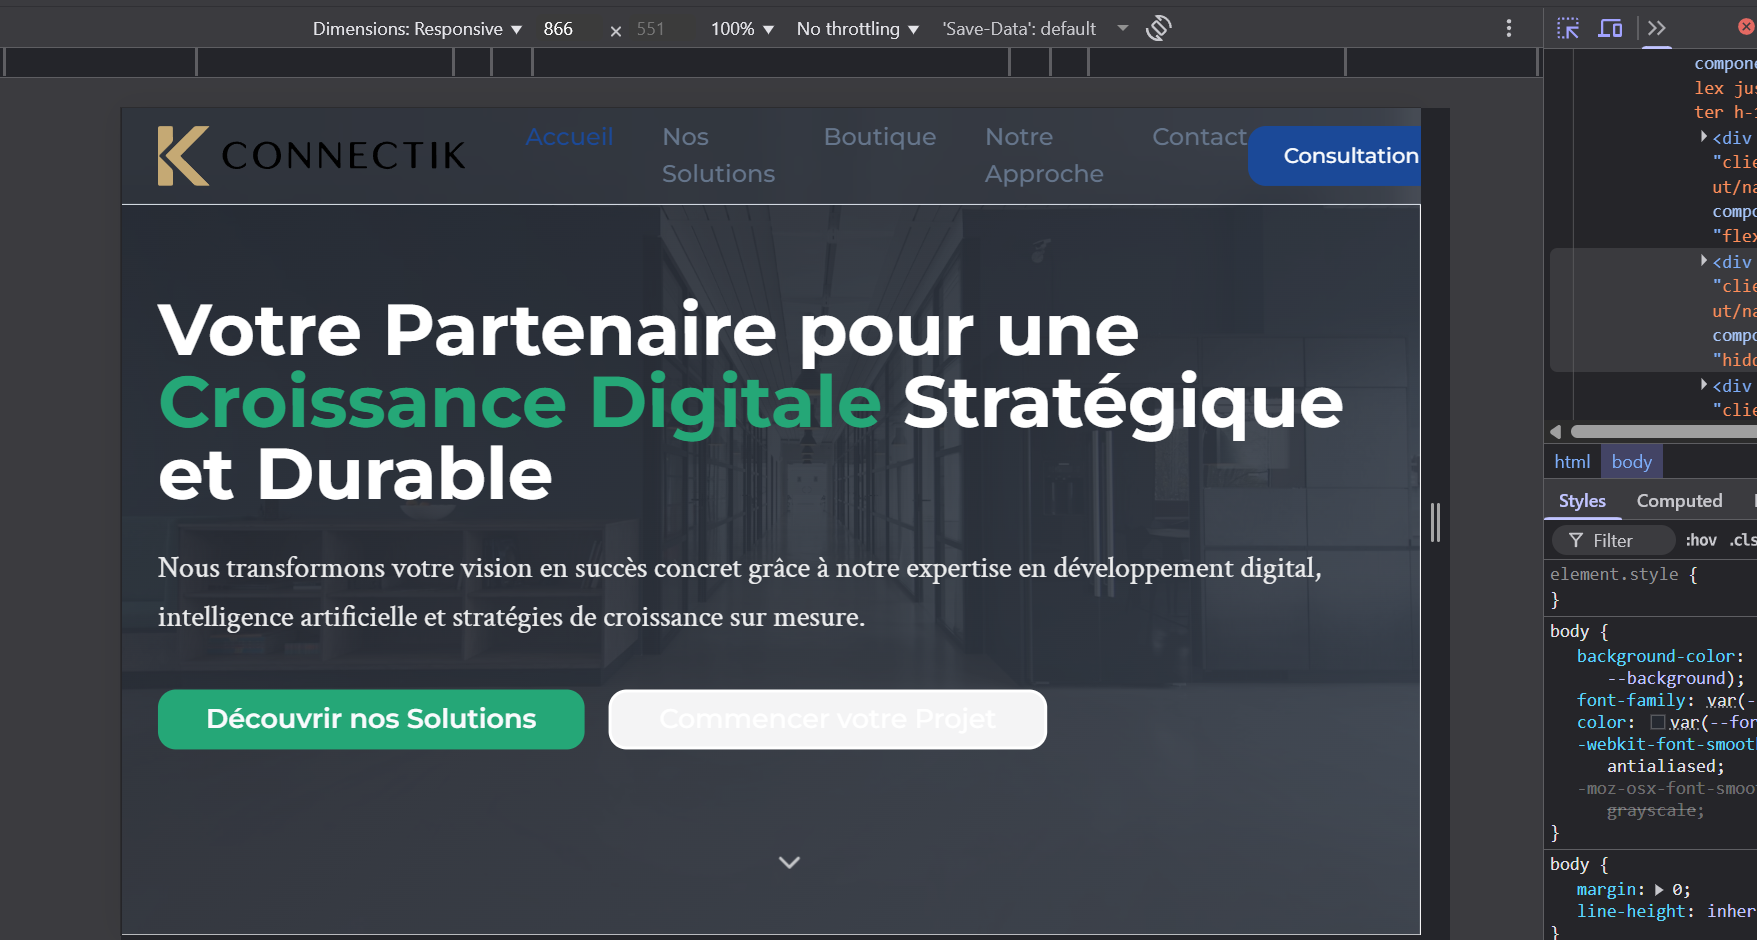 Dimensions: Responsive 866 × 551 100% No throttling 'Save-Data': default
K CONNECTIK
Accueil
Nos Solutions
Boutique
Notre Approche
Contact
Consultation
Votre Partenaire pour une
Croissance Digitale Stratégique
et Durable
Nous transformons votre vision en succès concret grâce à notre expertise en développement digital,
intelligence artificielle et stratégies de croissance sur mesure.
Découvrir nos Solutions
Commencer votre Projet
compone
lex jus
ter h-1
<div
"clie
ut/na
compo
"flex
<div
"clie
ut/na
compo
"hidd
<div
"clie
html body
Styles Computed
Filter :hov .cls
element.style {
}
body {
background-color:
--background);
font-family: var(-
color: var(--fon
-webkit-font-smooth
antialiased;
-moz-osx-font-smoo
grayscale;
}
body {
margin: 0;
line-height: inher
}